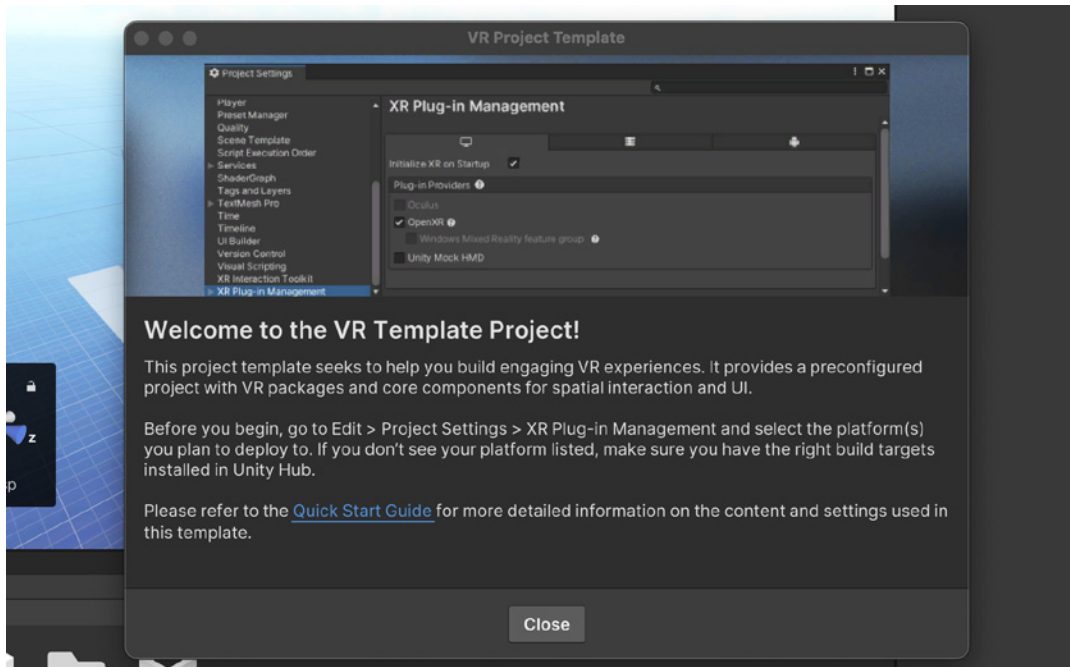 VR Project Template
Project Settings
Player
Preset Manager
Quality
Scene Template
Script Execution Order
Services
ShaderGraph
Tags and Layers
TextMesh Pro
Time
Timeline
UI Builder
Version Control
Visual Scripting
XR Interaction Toolkit
XR Plug-in Management
XR Plug-in Management
Initialize XR on Startup
Plug-in Providers
Oculus
OpenXR
Windows Mixed Reality feature group
Unity Mock HMD
Welcome to the VR Template Project!
This project template seeks to help you build engaging VR experiences. It provides a preconfigured
project with VR packages and core components for spatial interaction and UI.
Before you begin, go to Edit > Project Settings > XR Plug-in Management and select the platform(s)
you plan to deploy to. If you don't see your platform listed, make sure you have the right build targets
installed in Unity Hub.
Please refer to the Quick Start Guide for more detailed information on the content and settings used in
this template.
Close
z
sp